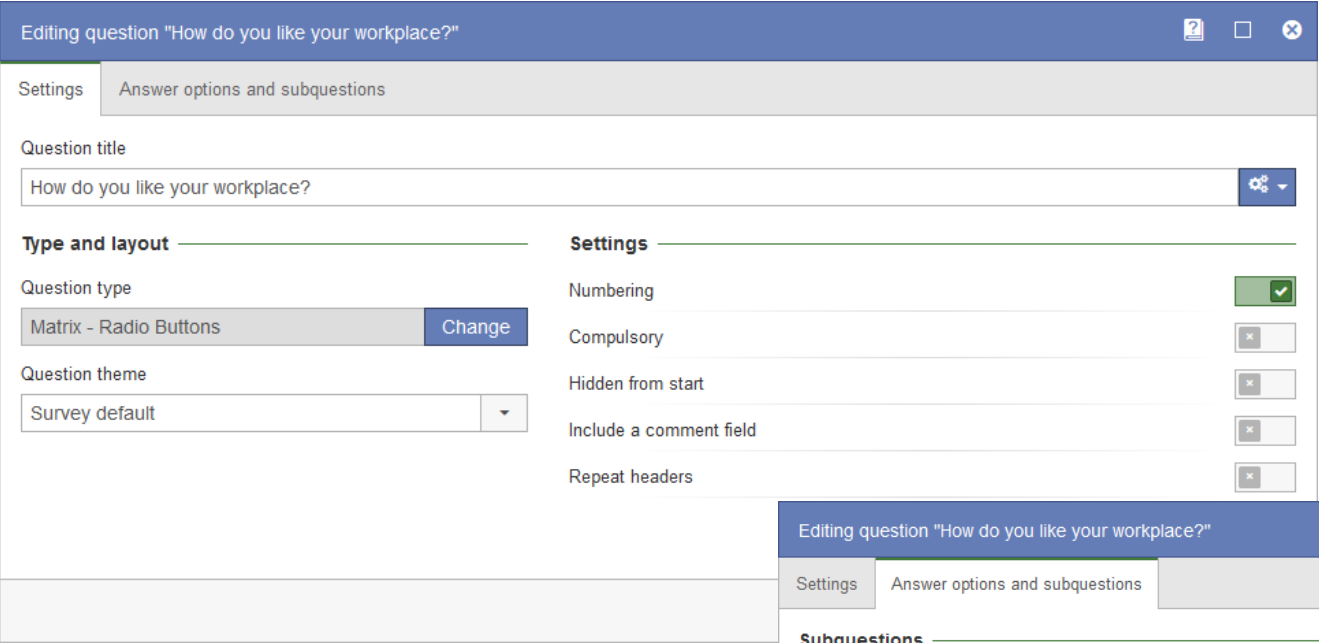 Editing question "How do you like your workplace?"
Settings Answer options and subquestions
Question title
How do you like your workplace?
Type and layout
Question type
Matrix - Radio Buttons Change
Question theme
Survey default
Settings
Numbering
Compulsory
Hidden from start
Include a comment field
Repeat headers
Editing question "How do you like your workplace?"
Settings Answer options and subquestions
Subquestions